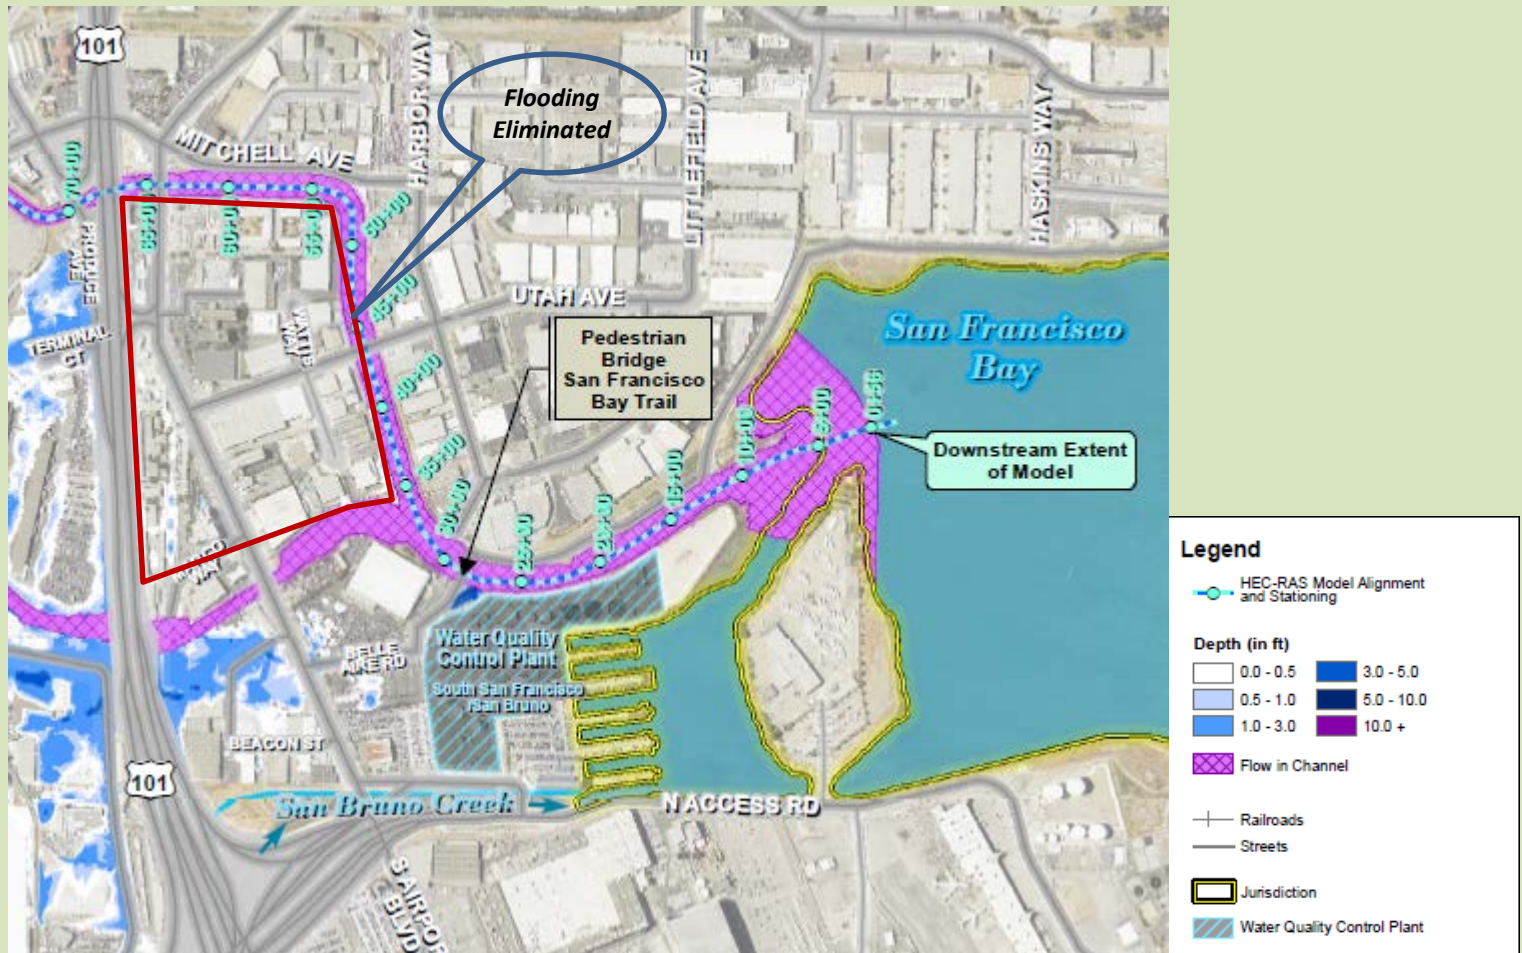 101
Flooding
Eliminated
HARBOR WAY
LITTLEFIELD AVE
HASKINS WAY
MITCHELL AVE
70+00
65+00
60+00
55+00
50+00
PRODUCE
AVE
45+00
UTAH AVE
WATTIS
WAY
TERMINAL
CT
San Francisco
Bay
Pedestrian
Bridge
San Francisco
Bay Trail
40+00
5+00
01+56
Downstream Extent
of Model
35+00
10+00
15+00
30+00
25+00
20+00
WAY
Water Quality
Control Plant
South San Francisco
/San Bruno
BELLE
AIRE RD
BEACON ST
101
San Bruno Creek
N ACCESS RD
S AIRPORT
BLVD
Legend
HEC-RAS Model Alignment
and Stationing
Depth (in ft)
0.0 - 0.5
3.0 - 5.0
0.5 - 1.0
5.0 - 10.0
1.0 - 3.0
10.0 +
Flow in Channel
Railroads
Streets
Jurisdiction
Water Quality Control Plant